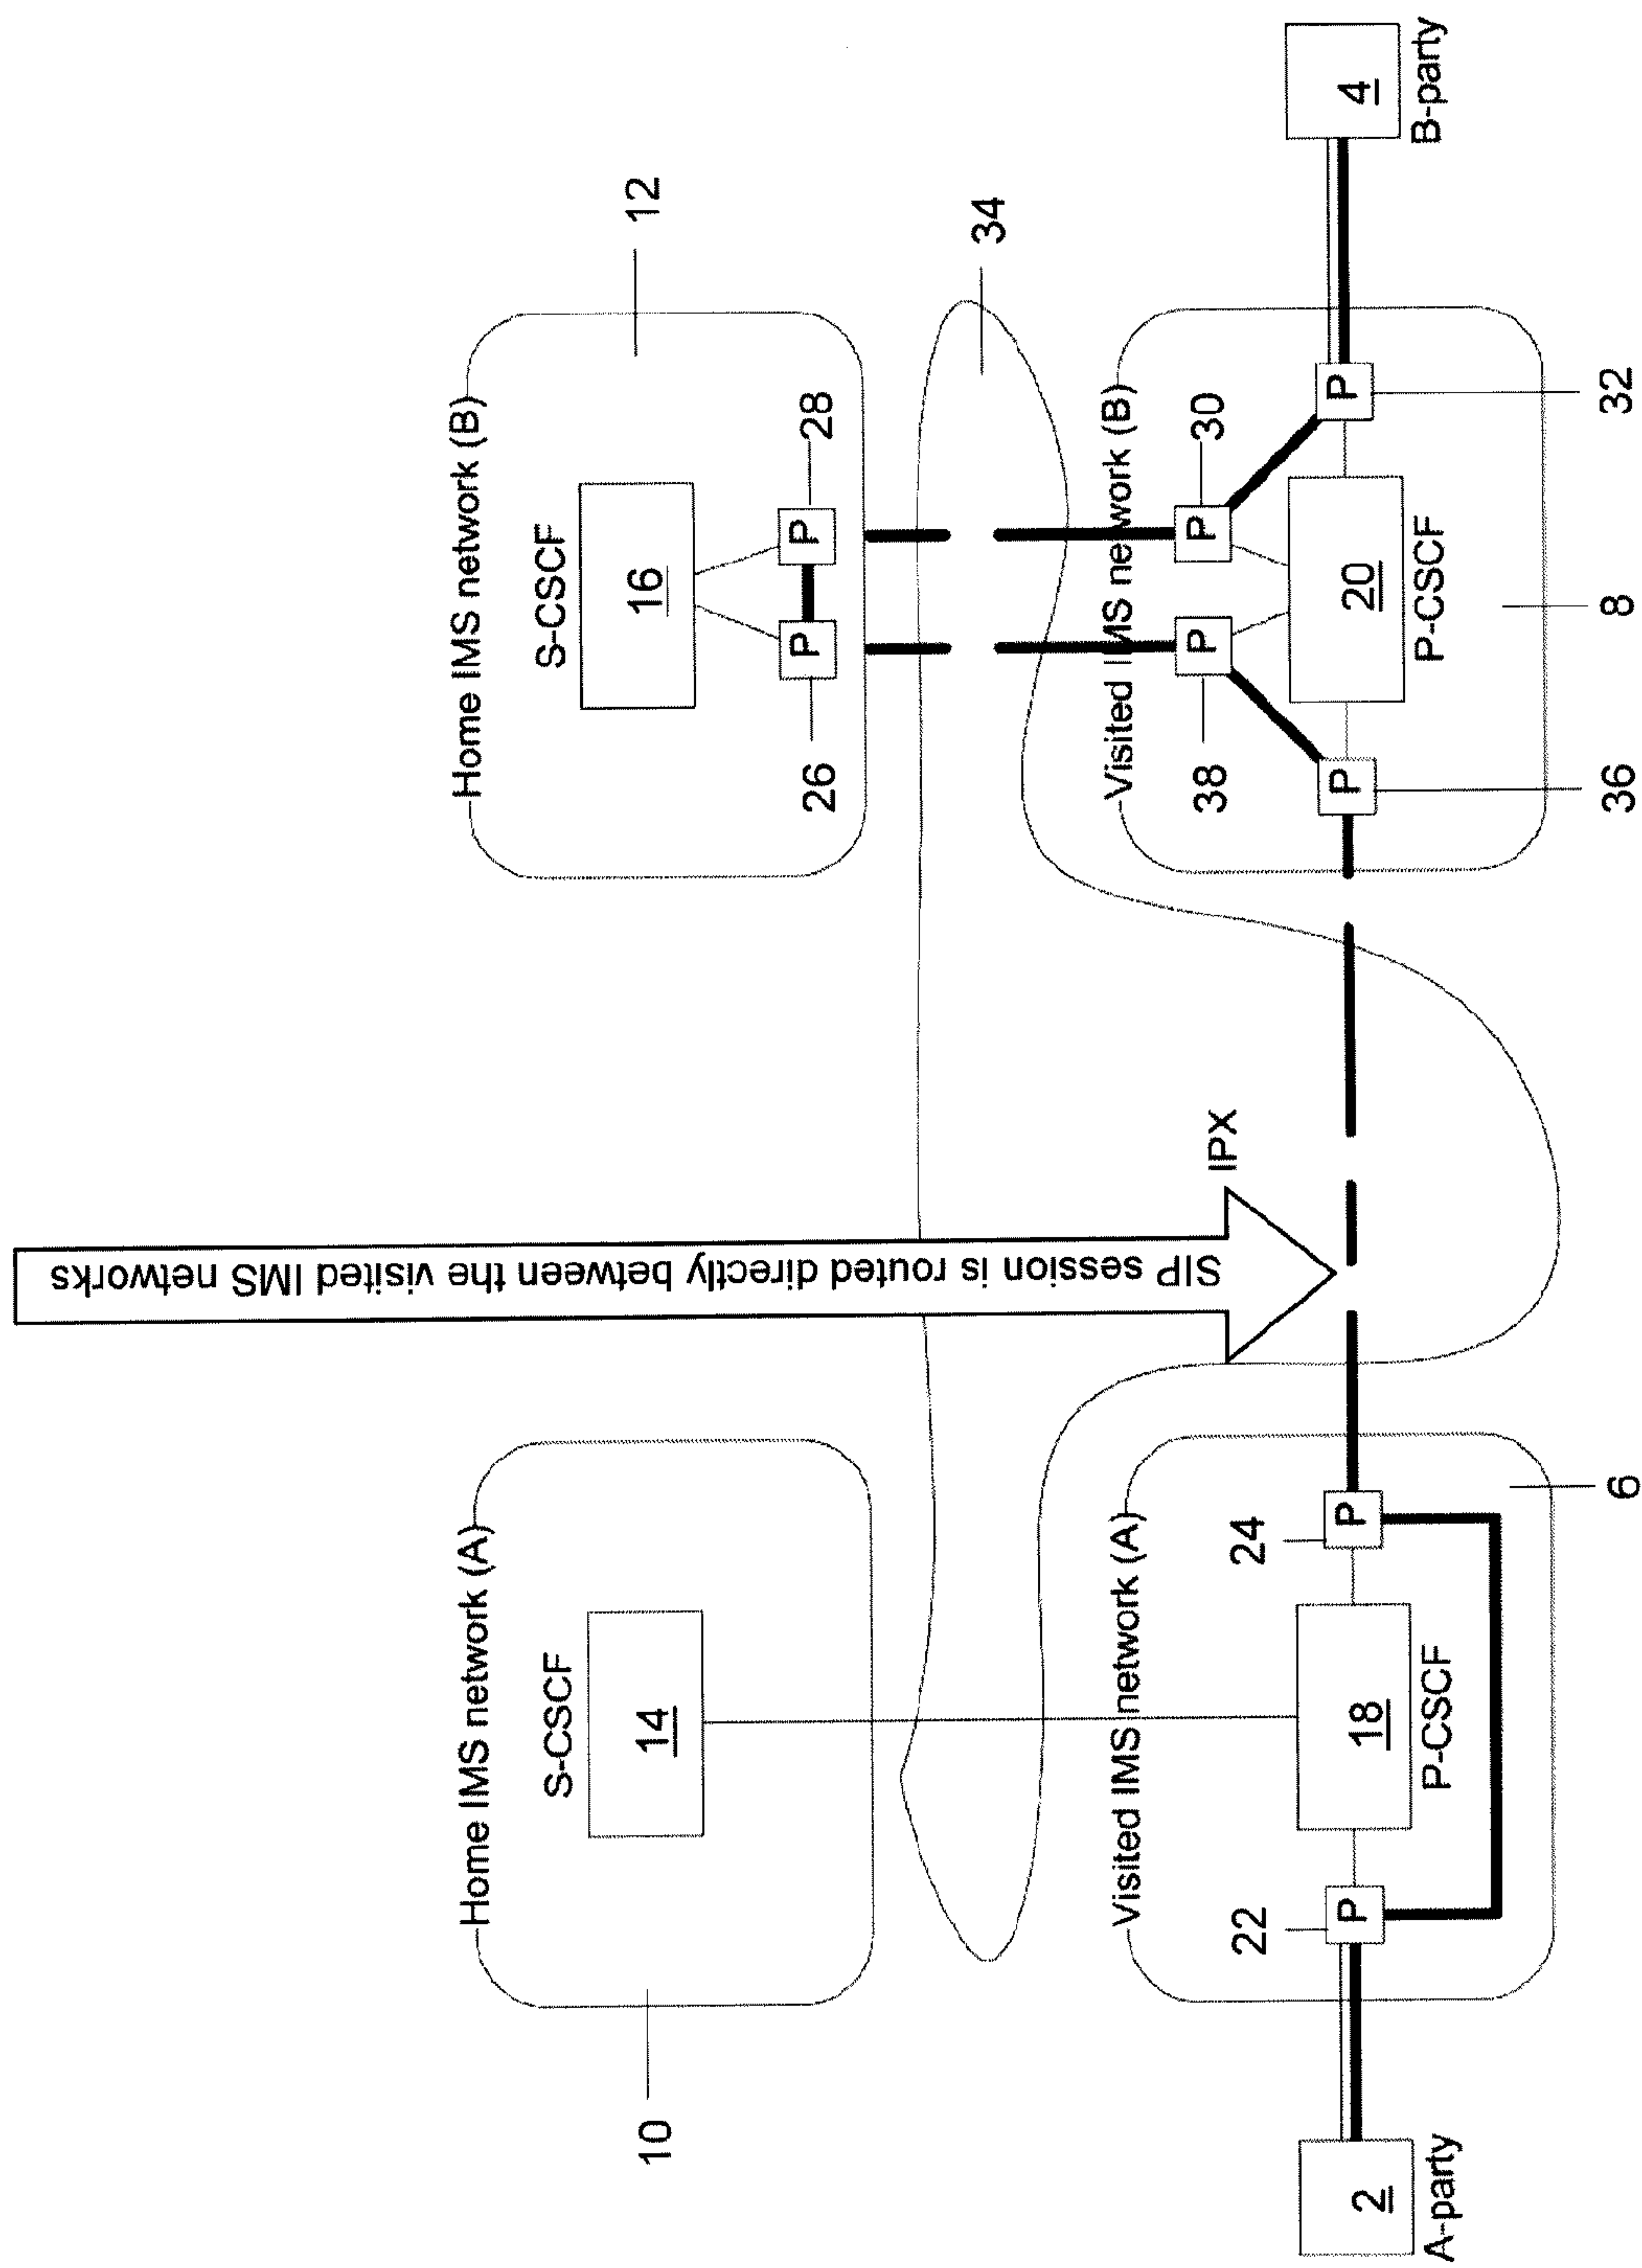 SIP session is routed directly between the visited IMS networks
Home IMS network (A)
S-CSCF
14
10
Home IMS network (B)
S-CSCF
16
12
P
26
P
28
34
IPX
Visited IMS network (A)
22
P
24
P
18
P-CSCF
6
2
A-party
Visited IMS network (B)
38
P
30
P
P
36
20
P-CSCF
P
32
8
4
B-party